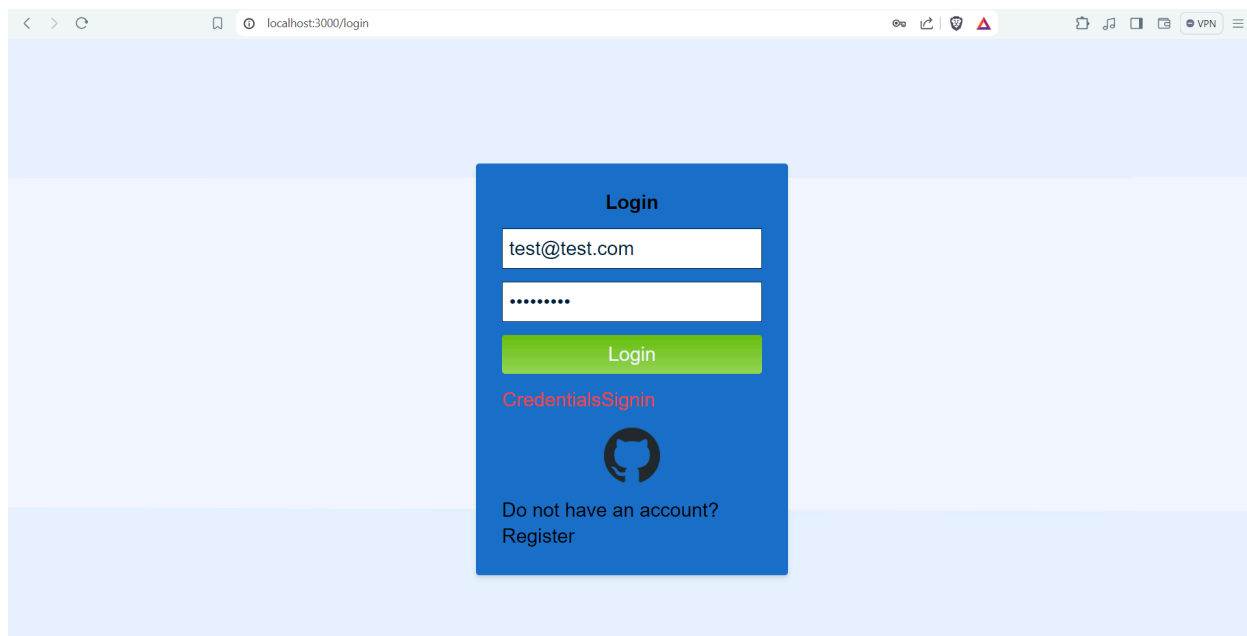 localhost:3000/login
VPN
Login
test@test.com
•••••••••
Login
CredentialsSignin
Do not have an account?
Register